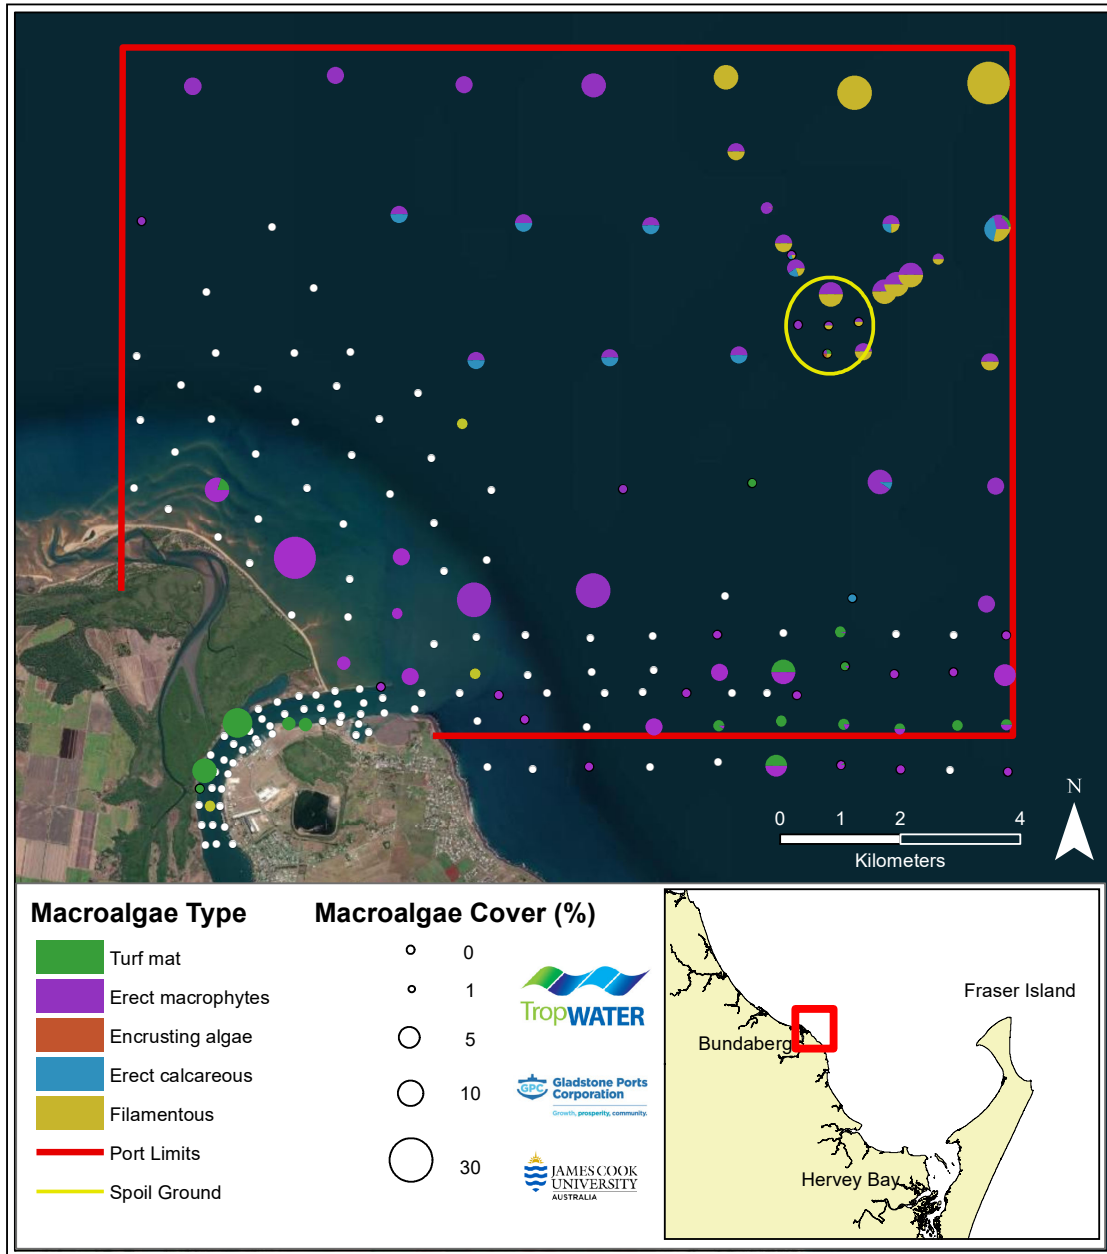 N
0 1 2 4
Kilometers
Macroalgae Type
Turf mat
Erect macrophytes
Encrusting algae
Erect calcareous
Filamentous
Port Limits
Spoil Ground
Macroalgae Cover (%)
0
1
5
10
30
TropWATER
GPC
Gladstone Ports
Corporation
Growth, prosperity, community.
JAMES COOK
UNIVERSITY
AUSTRALIA
Fraser Island
Bundaberg
Hervey Bay